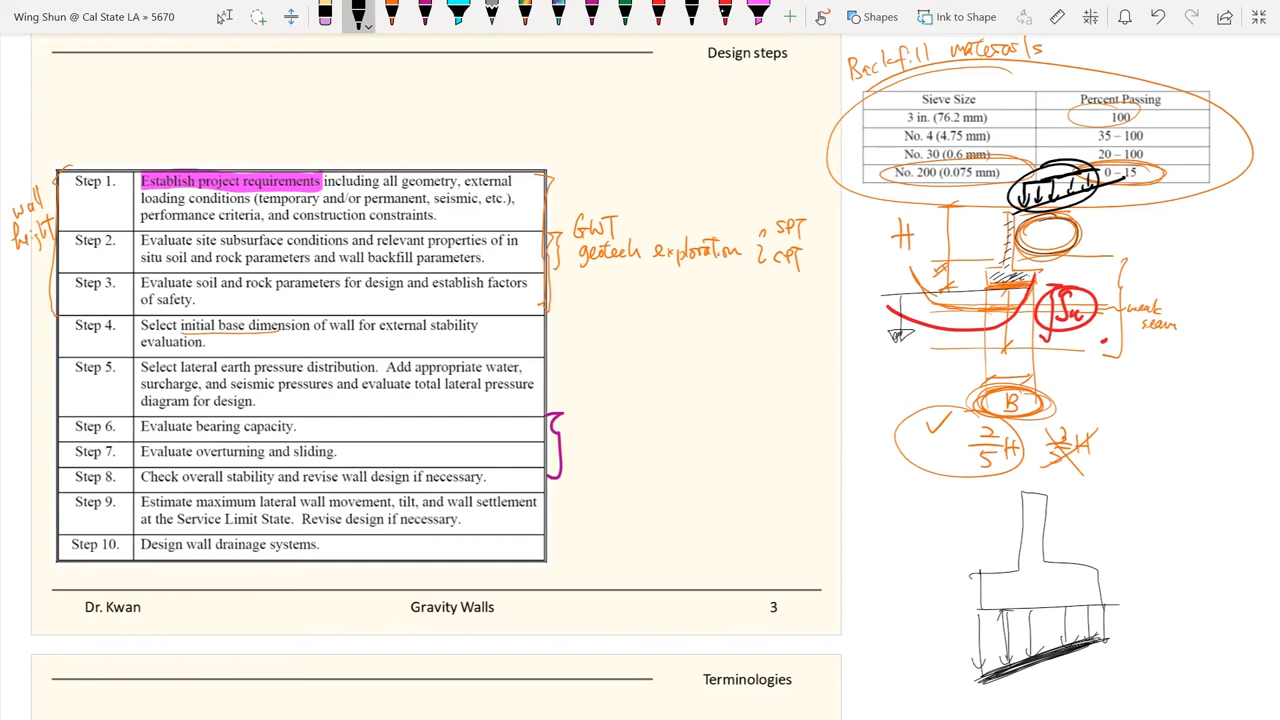 Wing Shun @ Cal State LA » 5670
Shapes
Ink to Shape
Design steps
Step 1. Establish project requirements including all geometry, external
loading conditions (temporary and/or permanent, seismic, etc.),
performance criteria, and construction constraints.
Step 2. Evaluate site subsurface conditions and relevant properties of in
situ soil and rock parameters and wall backfill parameters.
Step 3. Evaluate soil and rock parameters for design and establish factors
of safety.
Step 4. Select initial base dimension of wall for external stability
evaluation.
Step 5. Select lateral earth pressure distribution. Add appropriate water,
surcharge, and seismic pressures and evaluate total lateral pressure
diagram for design.
Step 6. Evaluate bearing capacity.
Step 7. Evaluate overturning and sliding.
Step 8. Check overall stability and revise wall design if necessary.
Step 9. Estimate maximum lateral wall movement, tilt, and wall settlement
at the Service Limit State. Revise design if necessary.
Step 10. Design wall drainage systems.
wall
height
GWT
geotech exploration
SPT
CPT
Dr. Kwan
Gravity Walls
3
Terminologies
Backfill materials
Sieve Size Percent Passing
3 in. (76.2 mm) 100
No. 4 (4.75 mm) 35 – 100
No. 30 (0.6 mm) 20 – 100
No. 200 (0.075 mm) 0 – 15
H
Su
weak
seam
B
2/5 H